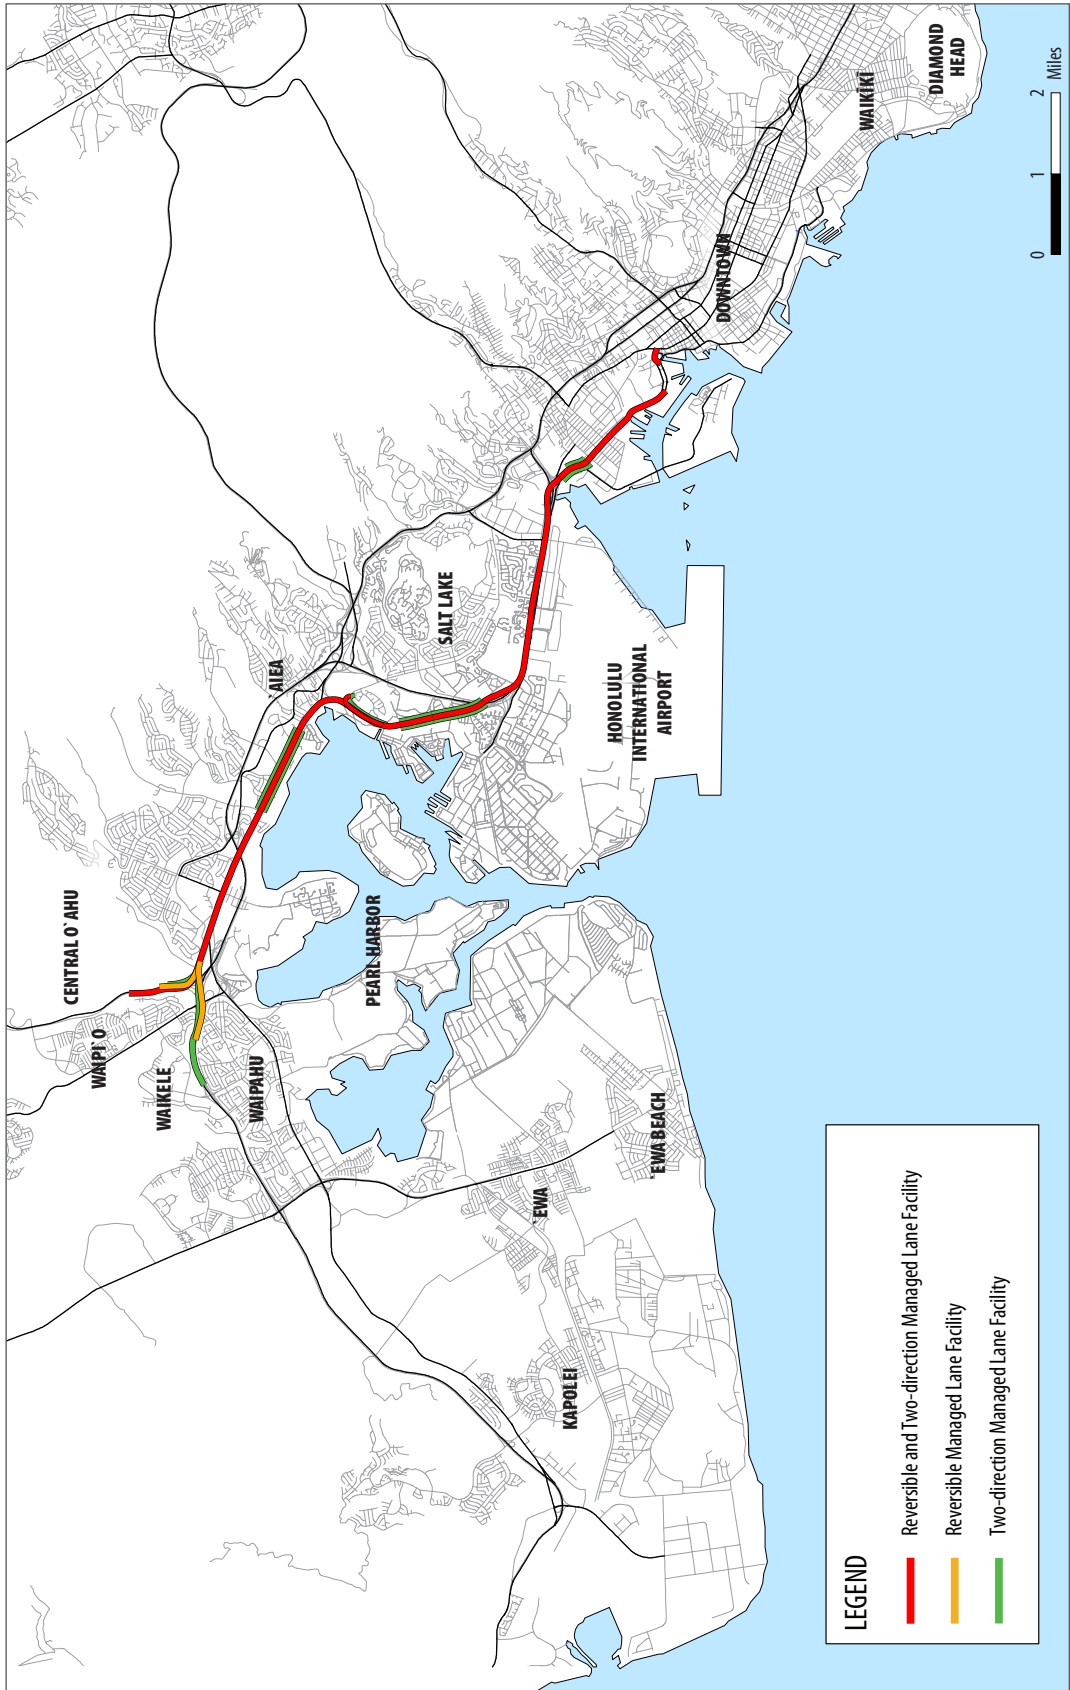 CENTRAL O`AHU
WAIPI`O
WAIKELE
WAIPAHU
`AIEA
SALT LAKE
PEARL HARBOR
HONOLULU
INTERNATIONAL
AIRPORT
DOWNTOWN
WAIKĪKĪ
DIAMOND
HEAD
`EWA
`EWA BEACH
KAPOLEI
LEGEND
Reversible and Two-direction Managed Lane Facility
Reversible Managed Lane Facility
Two-direction Managed Lane Facility
0 1 2
Miles